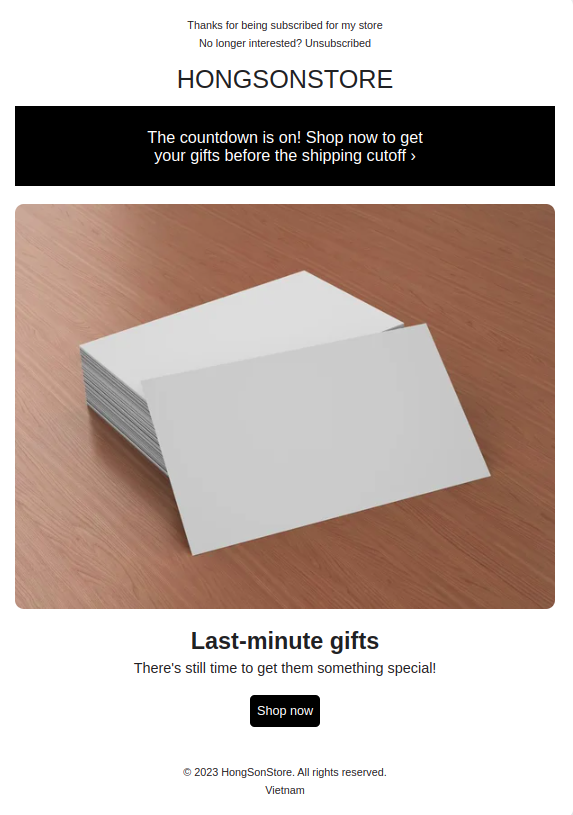 Thanks for being subscribed for my store
No longer interested? Unsubscribed
HONGSONSTORE
The countdown is on! Shop now to get
your gifts before the shipping cutoff ›
Last-minute gifts
There's still time to get them something special!
Shop now
© 2023 HongSonStore. All rights reserved.
Vietnam